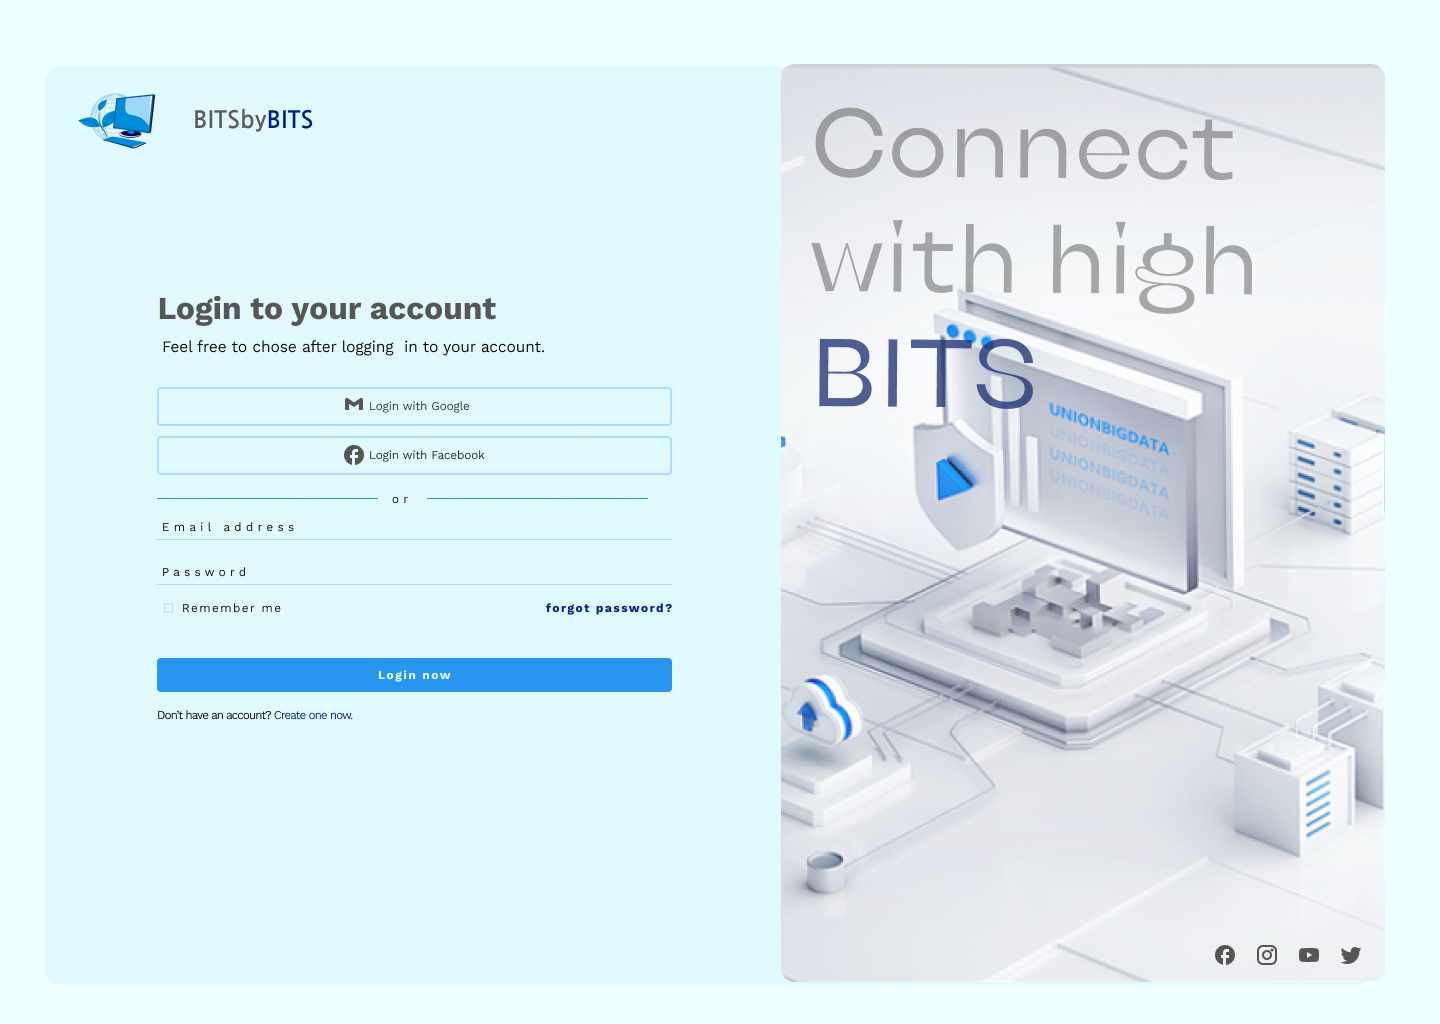 BITSbyBITS
Login to your account
Feel free to chose after logging in to your account.
Login with Google
Login with Facebook
or
Email address
Password
Remember me
forgot password?
Login now
Don't have an account? Create one now.
Connect
with high
BITS
UNIONBIGDATA
UNIONBIGDATA
UNIONBIGDATA
UNIONBIGDATA
UNIONBIGDATA